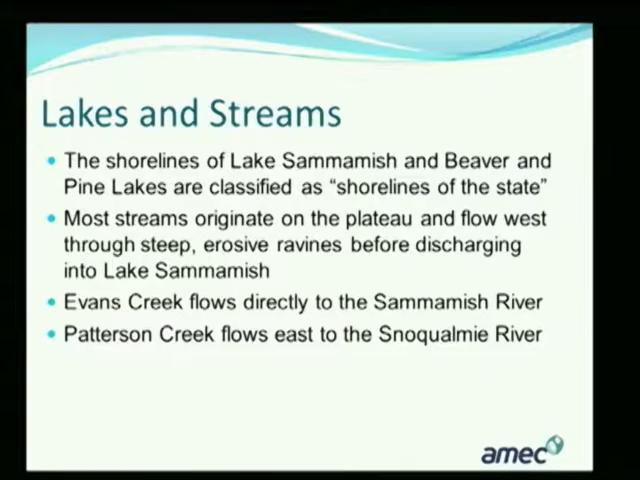 Lakes and Streams
• The shorelines of Lake Sammamish and Beaver and
Pine Lakes are classified as “shorelines of the state”
• Most streams originate on the plateau and flow west
through steep, erosive ravines before discharging
into Lake Sammamish
• Evans Creek flows directly to the Sammamish River
• Patterson Creek flows east to the Snoqualmie River
amec